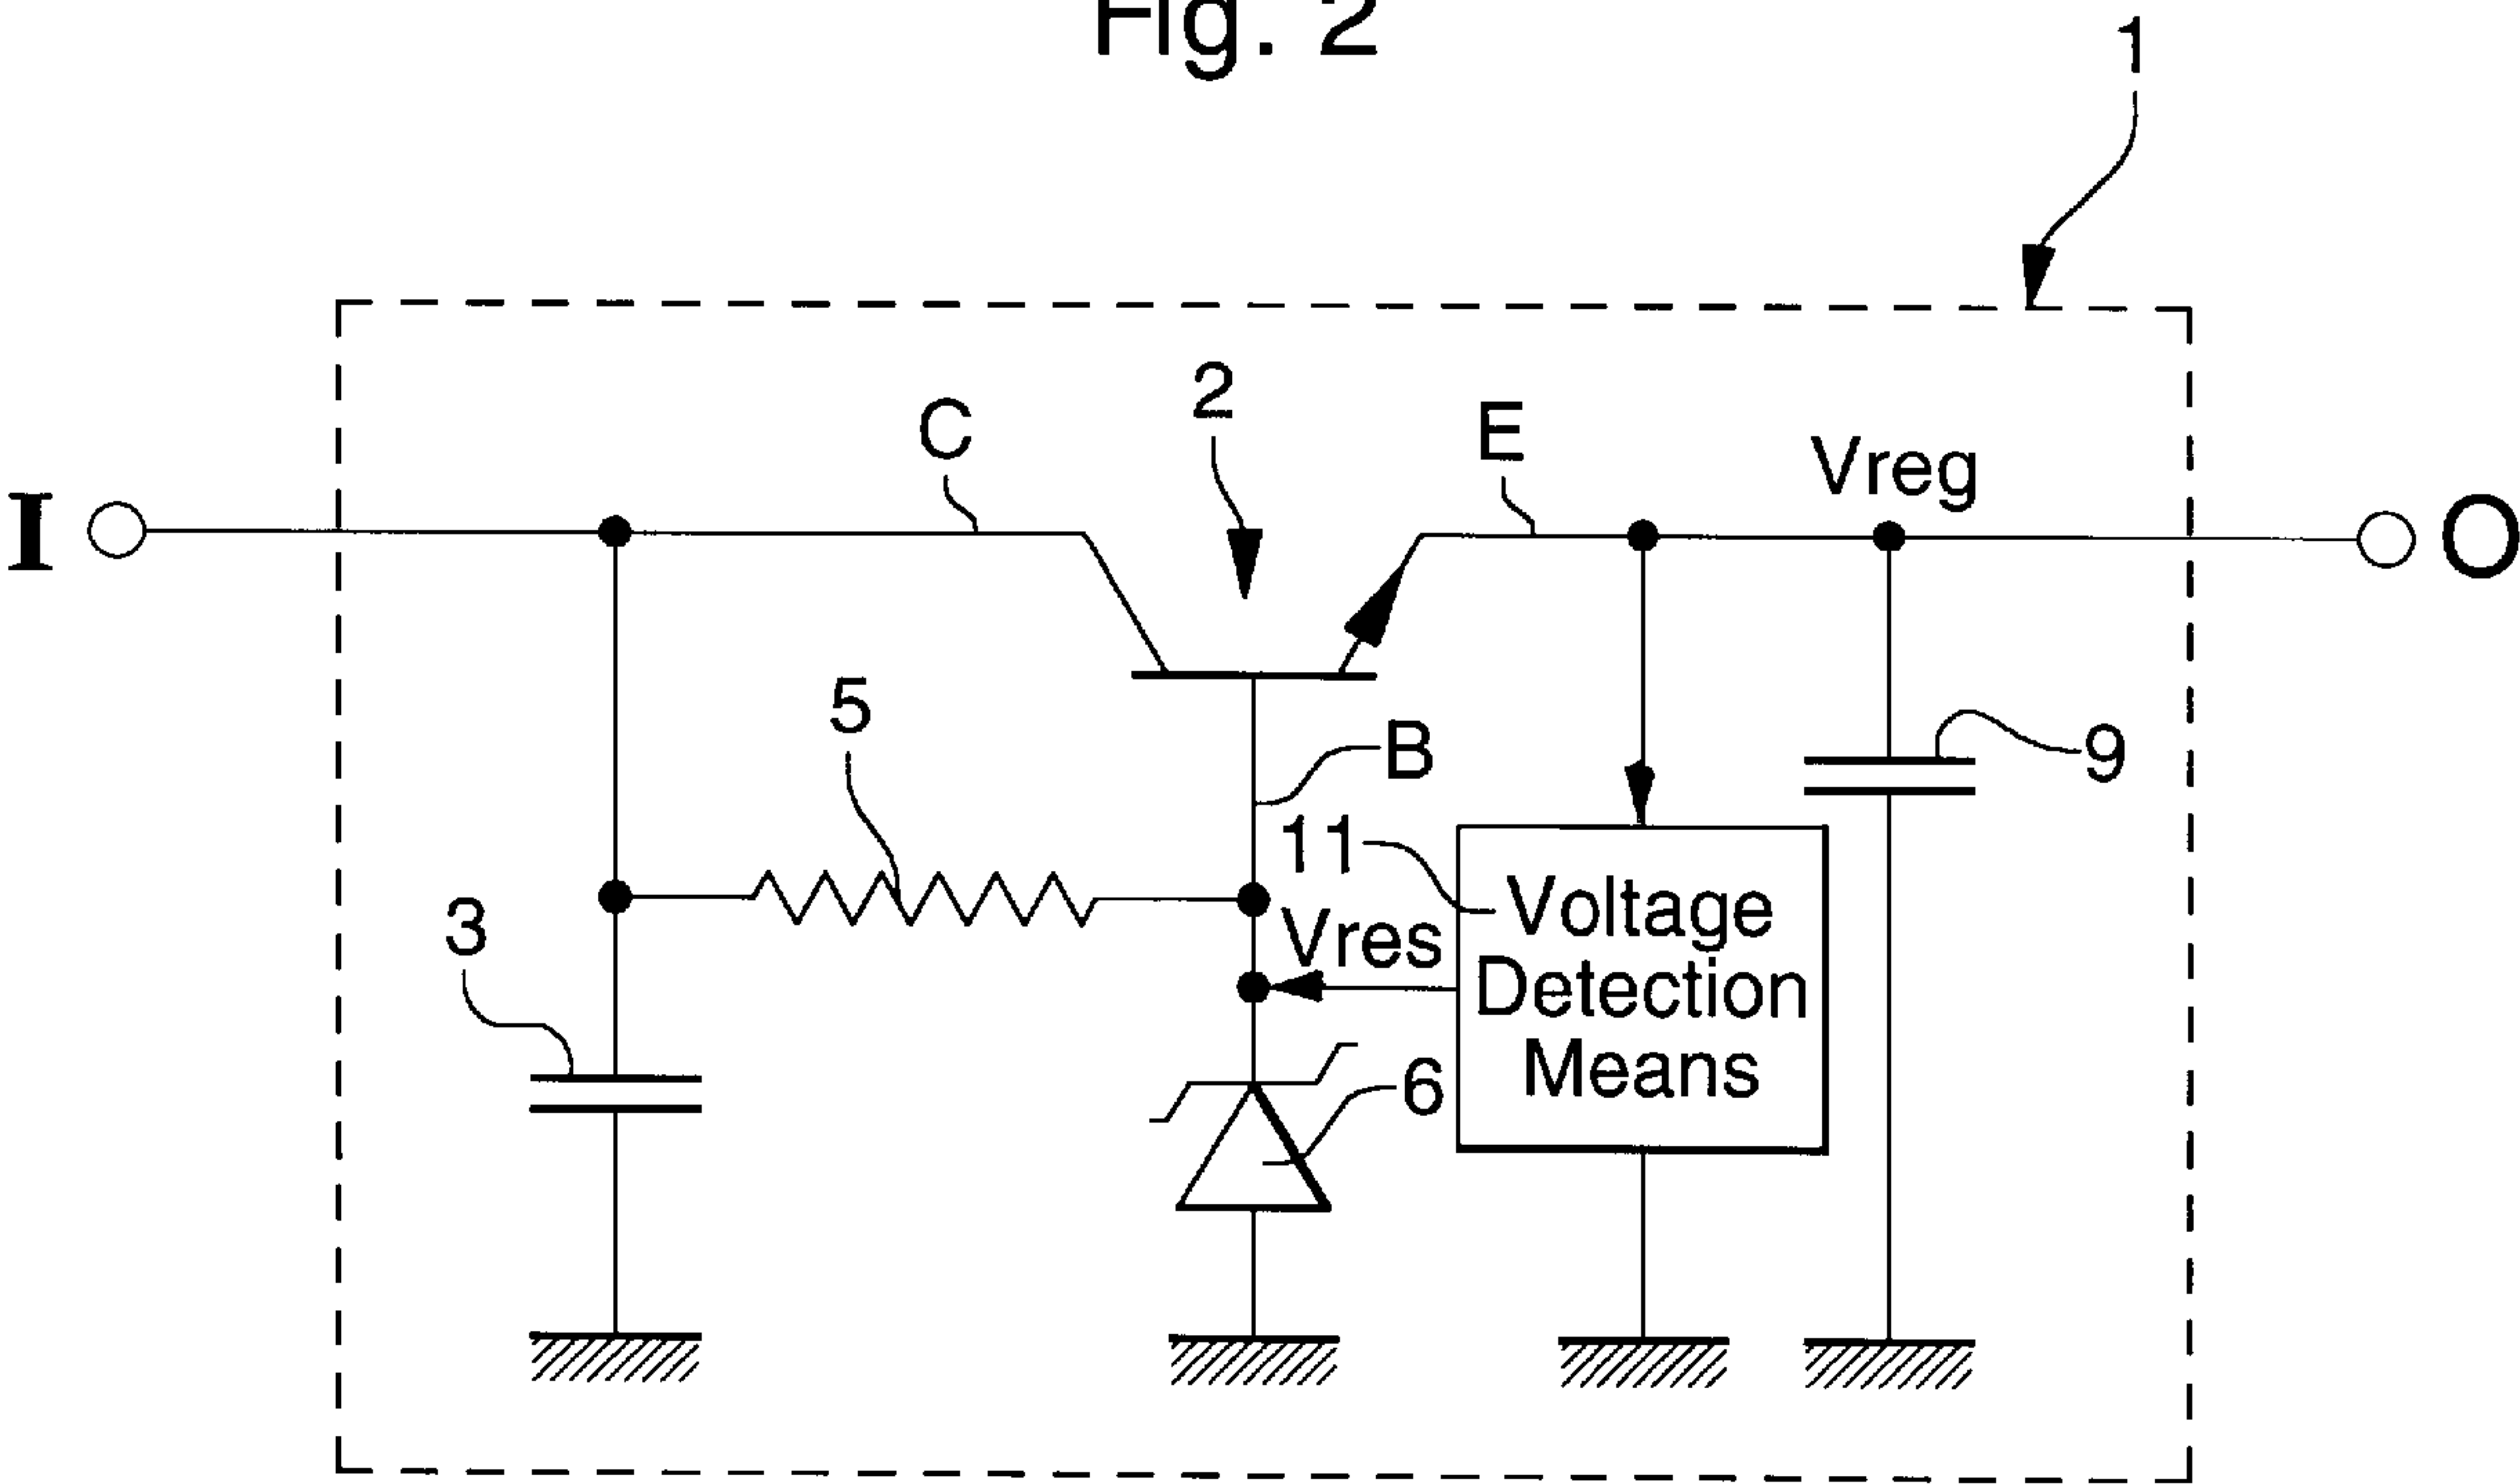 Fig. 2
1
2
C
E
Vreg
I
O
5
B
9
11
3
Vres
Voltage
Detection
Means
6